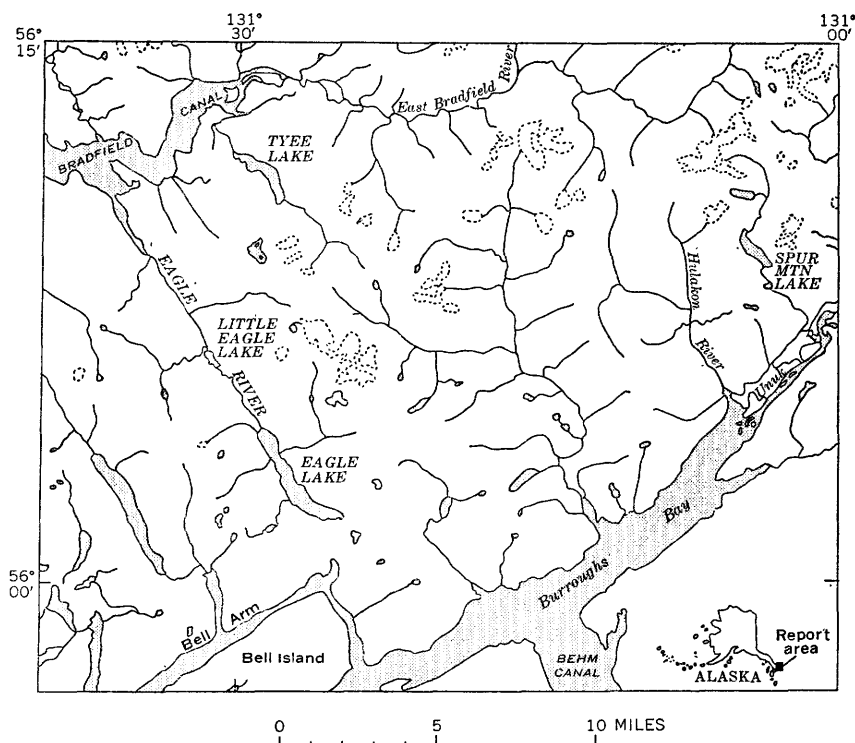 131°
30'
131°
00'
56°
15'
CANAL
BRADFIELD
East Bradfield River
TYEE
LAKE
EAGLE
RIVER
LITTLE
EAGLE
LAKE
Hulakon
River
SPUR
MTN
LAKE
Unuk
EAGLE
LAKE
Burroughs Bay
56°
00'
Bell Arm
Bell Island
BEHM
CANAL
Report
area
ALASKA
0 5 10 MILES